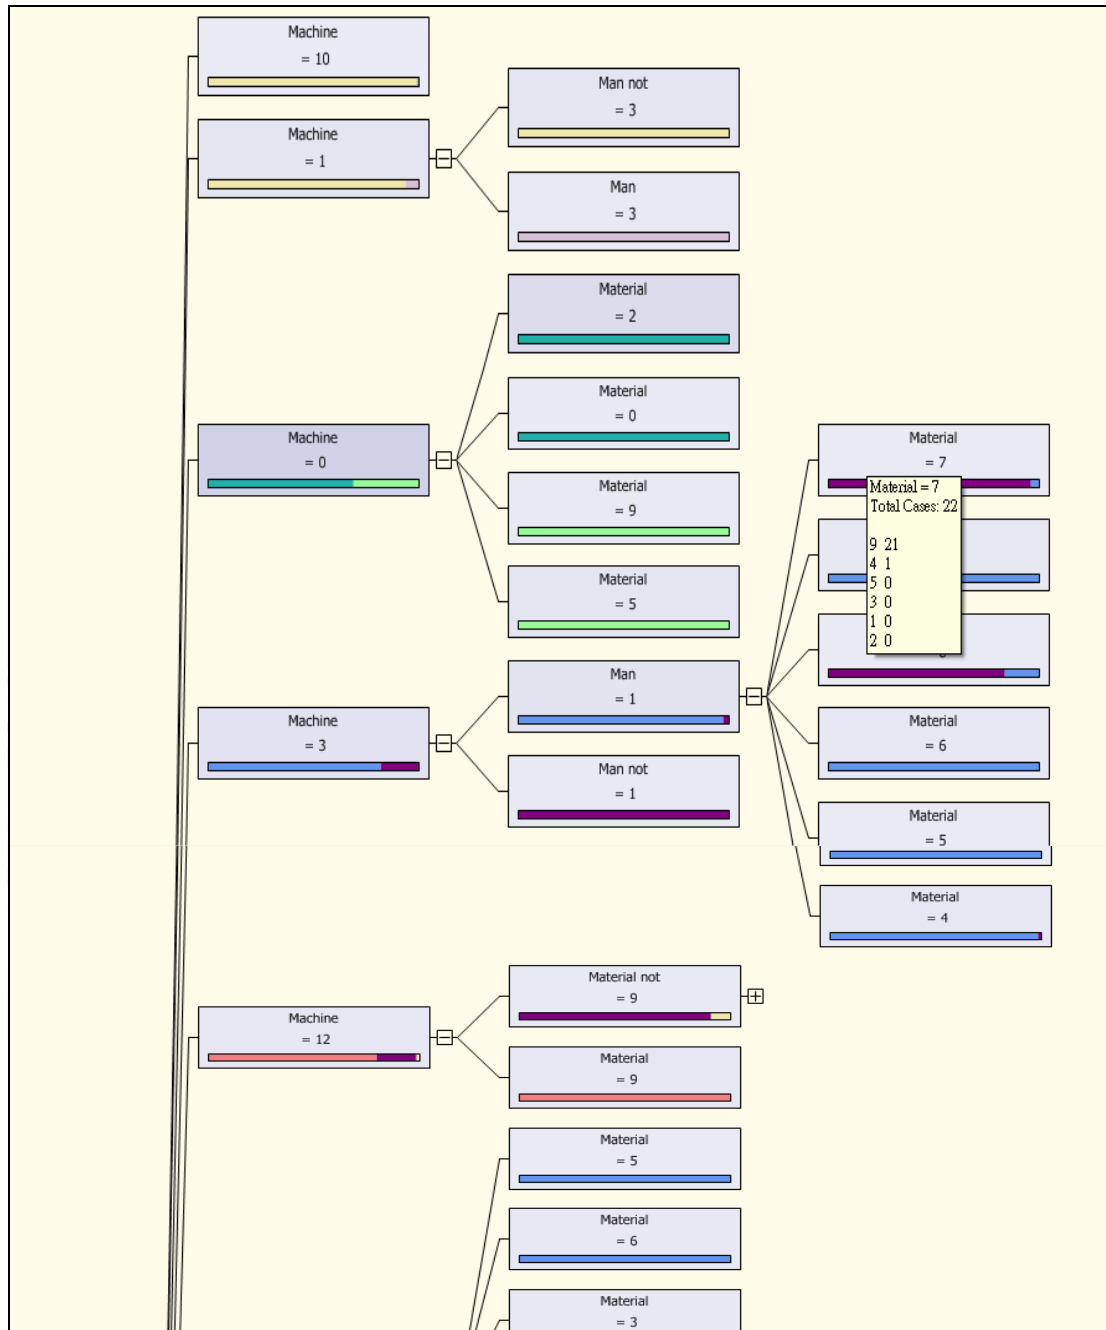 Machine
= 10
Machine
= 1
Man not
= 3
Man
= 3
Material
= 2
Material
= 0
Machine
= 0
Material
= 9
Material
= 5
Material
= 7
Material = 7
Total Cases: 22
9 21
4 1
5 0
3 0
1 0
2 0
Machine
= 3
Man
= 1
Man not
= 1
Material
= 6
Material
= 5
Material
= 4
Machine
= 12
Material not
= 9
Material
= 9
Material
= 5
Material
= 6
Material
= 3